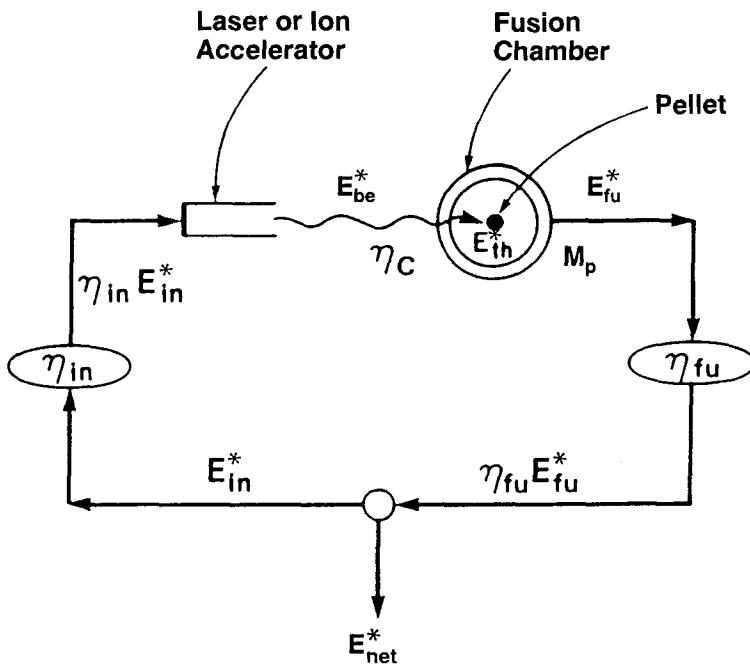 Laser or Ion
Accelerator
Fusion
Chamber
Pellet
E*be
E*fu
E*th
ηC
Mp
ηin E*in
ηin
ηfu
E*in
ηfu E*fu
E*net